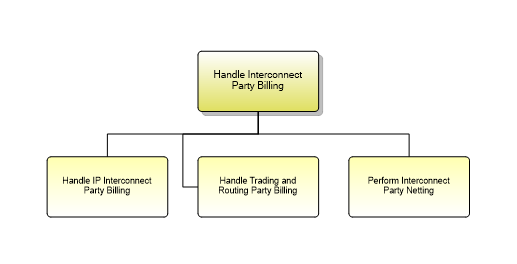 Handle Interconnect
Party Billing
Handle IP Interconnect
Party Billing
Handle Trading and
Routing Party Billing
Perform Interconnect
Party Netting